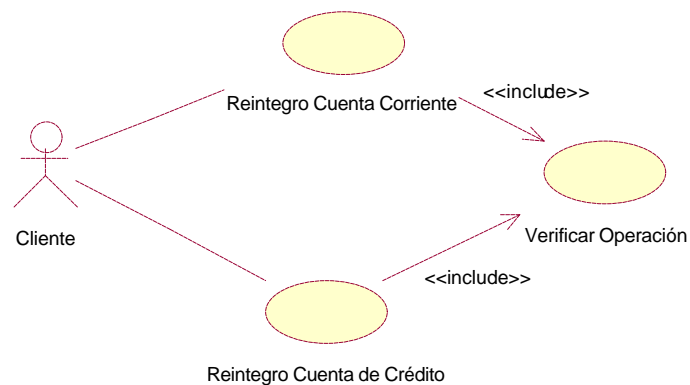 Reintegro Cuenta Corriente
<<include>>
Cliente
Verificar Operación
<<include>>
Reintegro Cuenta de Crédito